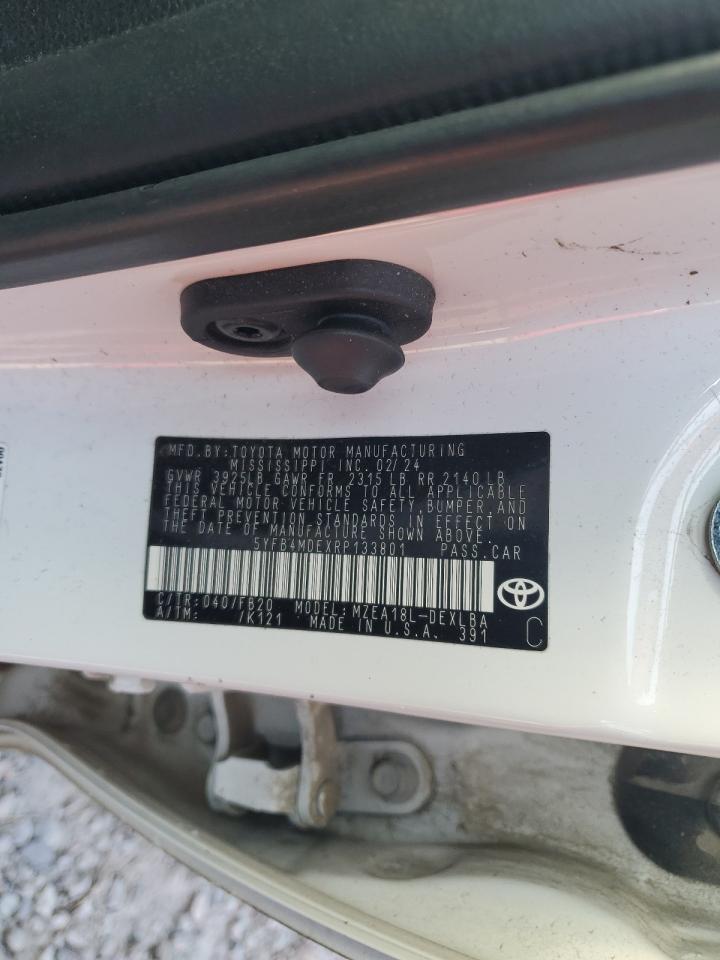 MFD.BY:TOYOTA MOTOR MANUFACTURING
MISSISSIPPI INC. 02/24
GVWR 3925LB GAWR FR 2315 LB RR 2140 LB
THIS VEHICLE CONFORMS TO ALL APPLICABLE
FEDERAL MOTOR VEHICLE SAFETY, BUMPER, AND
THEFT PREVENTION STANDARDS IN EFFECT ON
THE DATE OF MANUFACTURE SHOWN ABOVE.
5YFB4MDEXRP133801 PASS.CAR
C/TR:040/FB20 MODEL:MZEA18L-DEXLBA
A/TM: /K121 MADE IN U.S.A. 391
C